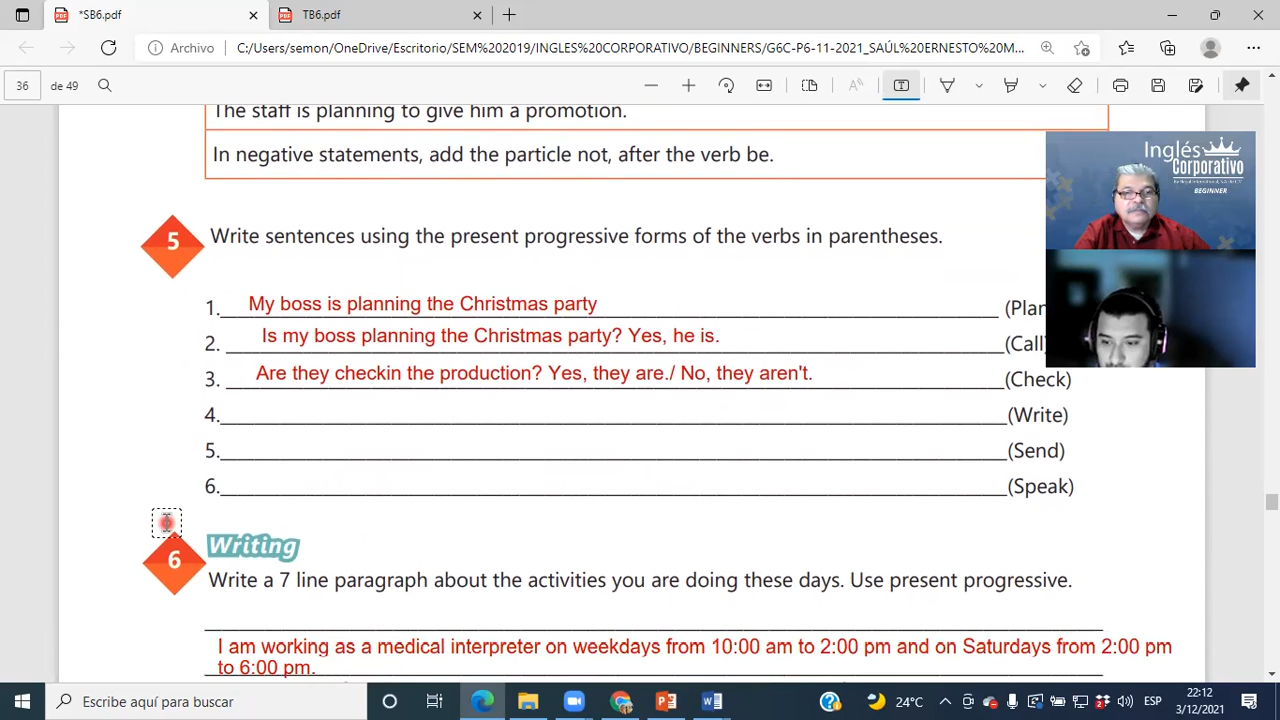 *SB6.pdf
TB6.pdf
Archivo
C:/Users/semon/OneDrive/Escritorio/SEM%202019/INGLES%20CORPORATIVO/BEGINNERS/G6C-P6-11-2021_SAÚL%20ERNESTO%20M...
36 de 49
The staff is planning to give him a promotion.
In negative statements, add the particle not, after the verb be.
Inglés
Corporativo
BEGINNER
5 Write sentences using the present progressive forms of the verbs in parentheses.
1. My boss is planning the Christmas party (Plan
2. Is my boss planning the Christmas party? Yes, he is. (Call)
3. Are they checkin the production? Yes, they are./ No, they aren't. (Check)
4. (Write)
5. (Send)
6. (Speak)
Writing
6 Write a 7 line paragraph about the activities you are doing these days. Use present progressive.
I am working as a medical interpreter on weekdays from 10:00 am to 2:00 pm and on Saturdays from 2:00 pm
to 6:00 pm.
Escribe aquí para buscar
24°C
ESP
22:12
3/12/2021